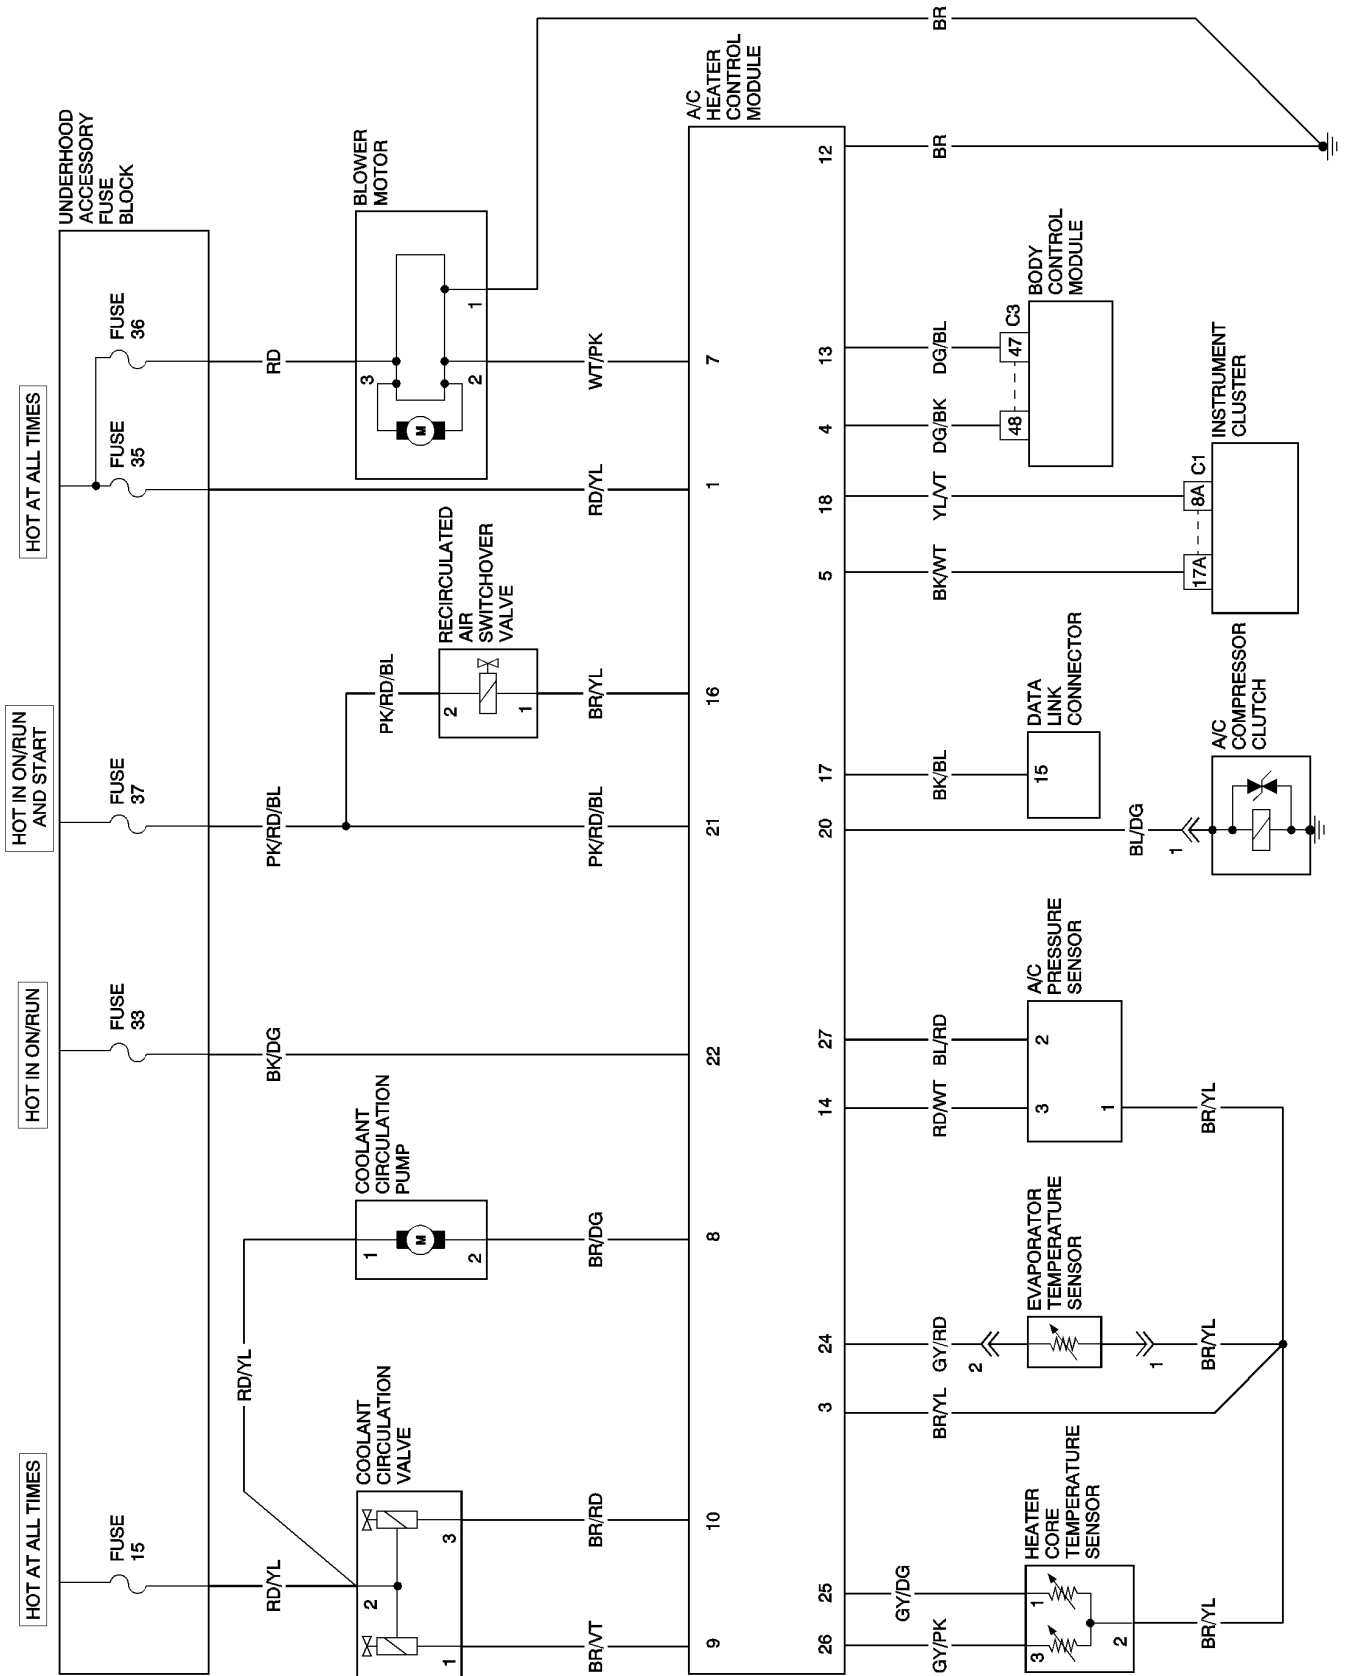 HOT AT ALL TIMES
HOT IN ON/RUN
HOT IN ON/RUN
AND START
HOT AT ALL TIMES
FUSE
15
FUSE
33
FUSE
37
FUSE
35
FUSE
36
UNDERHOOD
ACCESSORY
FUSE
BLOCK
RD/YL
RD/YL
BK/DG
PK/RD/BL
PK/RD/BL
RD
COOLANT
CIRCULATION
VALVE
2
1
3
COOLANT
CIRCULATION
PUMP
1
M
2
RECIRCULATED
AIR
SWITCHOVER
VALVE
2
1
BLOWER
MOTOR
3
M
2
1
BR/VT
BR/RD
BR/DG
PK/RD/BL
BR/YL
RD/YL
WT/PK
BR
A/C
HEATER
CONTROL
MODULE
9
10
8
22
21
16
1
7
26
25
3
24
14
27
20
17
5
18
4
13
12
GY/PK
GY/DG
BR/YL
GY/RD
RD/WT
BL/RD
BL/DG
BK/BL
BK/WT
YL/VT
DG/BK
DG/BL
BR
HEATER
CORE
TEMPERATURE
SENSOR
3
1
2
BR/YL
EVAPORATOR
TEMPERATURE
SENSOR
2
1
BR/YL
A/C
PRESSURE
SENSOR
3
2
1
BR/YL
DATA
LINK
CONNECTOR
15
A/C
COMPRESSOR
CLUTCH
1
INSTRUMENT
CLUSTER
17A
8A
C1
BODY
CONTROL
MODULE
48
47
C3